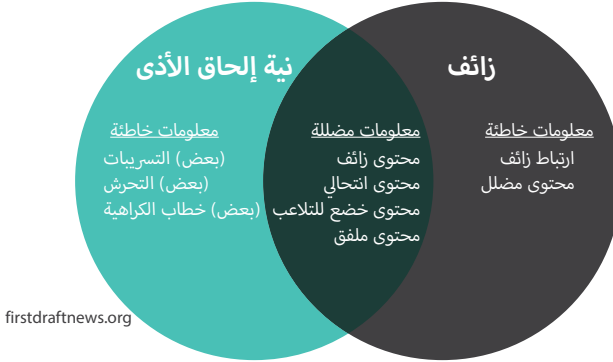 زائف
معلومات خاطئة
ارتباط زائف
محتوى مضلل
معلومات مضللة
محتوى زائف
محتوى انتحالي
محتوى خضع للتلاعب
محتوى ملفق
نية إلحاق الأذى
معلومات خاطئة
(بعض) التسريبات
(بعض) التحرش
(بعض) خطاب الكراهية
firstdraftnews.org